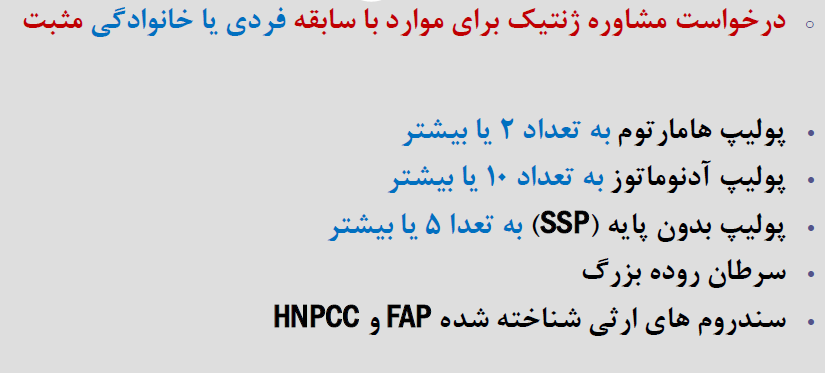 درخواست مشاوره ژنتیک برای موارد با سابقه فردی یا خانوادگی مثبت
پولیپ هامارتوم به تعداد ۲ یا بیشتر
پولیپ آدنوماتوز به تعداد ۱۰ یا بیشتر
پولیپ بدون پایه (SSP) به تعدا ۵ یا بیشتر
سرطان روده بزرگ
سندروم های ارثی شناخته شده FAP و HNPCC